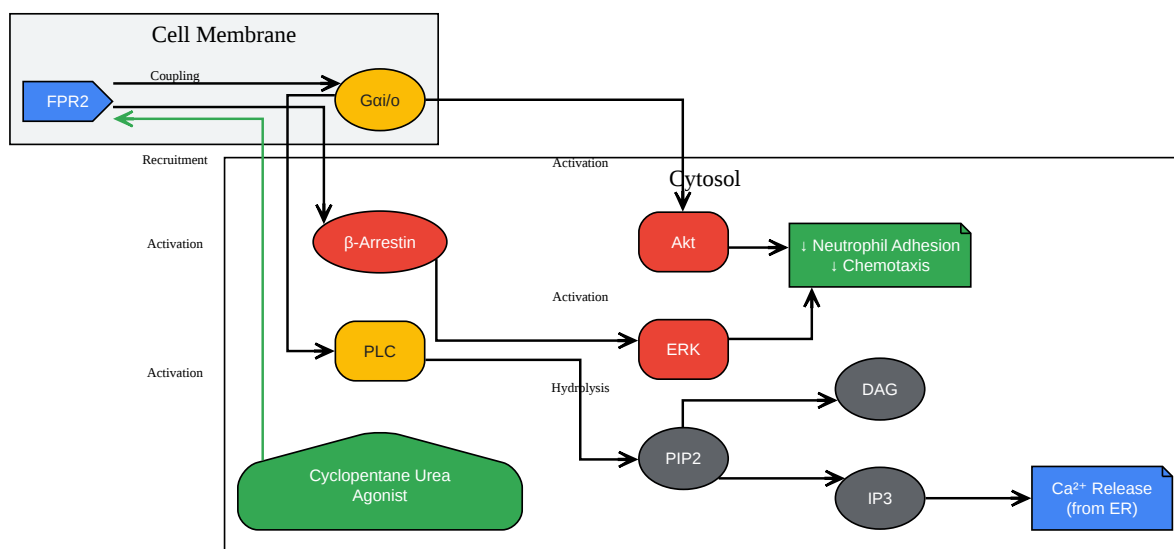 Cell Membrane
Coupling
FPR2
Gαi/o
Recruitment
Activation
Cytosol
Activation
β-Arrestin
Akt
↓ Neutrophil Adhesion
↓ Chemotaxis
Activation
PLC
ERK
Activation
Hydrolysis
DAG
PIP2
Cyclopentane Urea
Agonist
IP3
Ca²⁺ Release
(from ER)